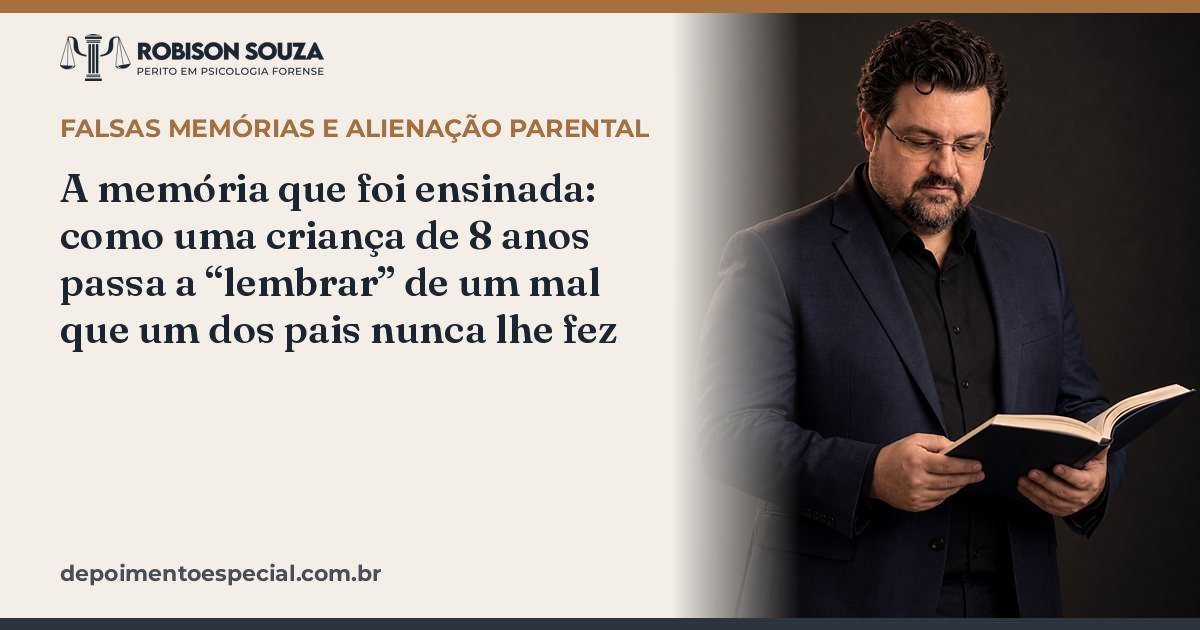 ROBISON SOUZA
PERITO EM PSICOLOGIA FORENSE
FALSAS MEMÓRIAS E ALIENAÇÃO PARENTAL
A memória que foi ensinada:
como uma criança de 8 anos
passa a “lembrar” de um mal
que um dos pais nunca lhe fez
depoimentoespecial.com.br